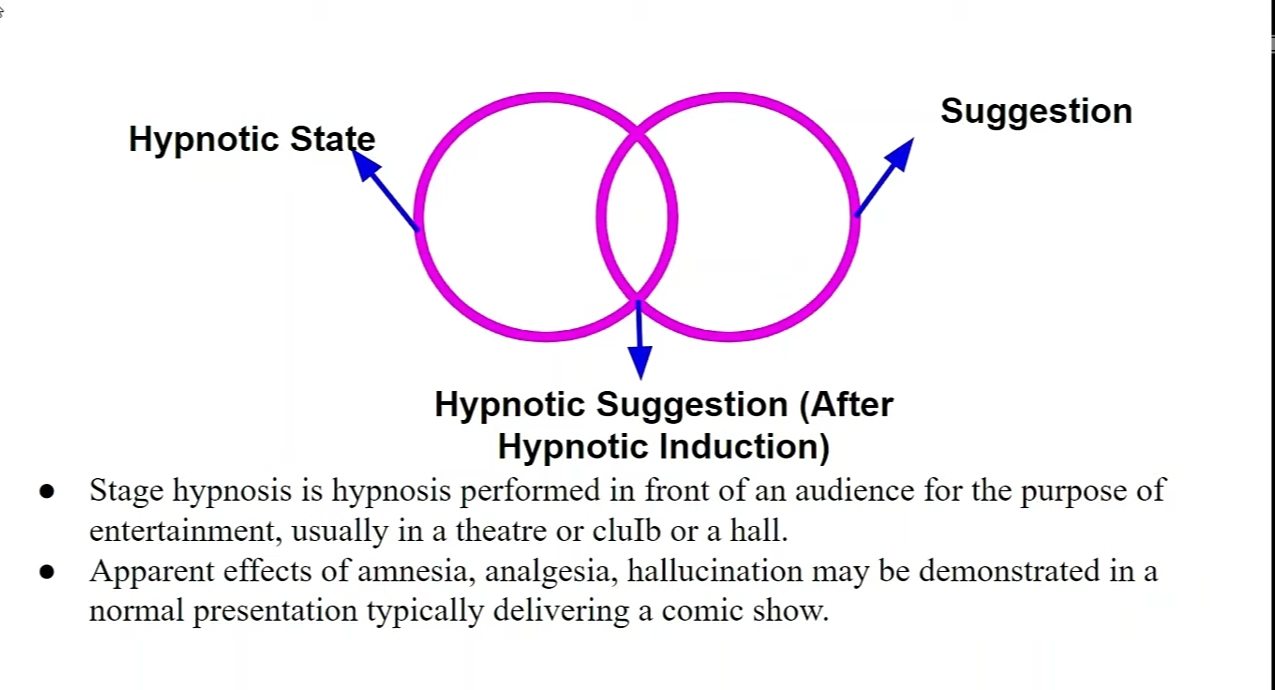 Hypnotic State
Suggestion
Hypnotic Suggestion (After
Hypnotic Induction)
● Stage hypnosis is hypnosis performed in front of an audience for the purpose of
entertainment, usually in a theatre or cluIb or a hall.
● Apparent effects of amnesia, analgesia, hallucination may be demonstrated in a
normal presentation typically delivering a comic show.